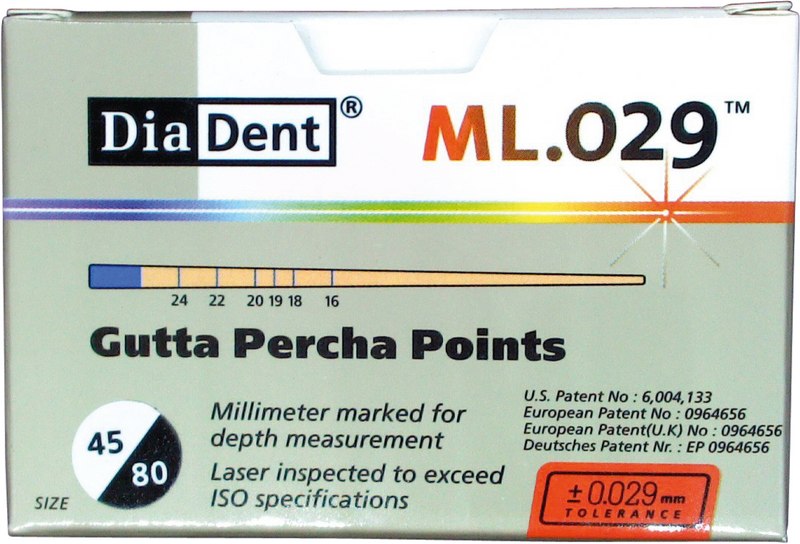 DiaDent®
ML.029™
24 22 20 19 18 16
Gutta Percha Points
45
80
SIZE
Millimeter marked for
depth measurement
Laser inspected to exceed
ISO specifications
U.S. Patent No : 6,004,133
European Patent No : 0964656
European Patent(U.K) No : 0964656
Deutsches Patent Nr. : EP 0964656
±0.029mm
TOLERANCE